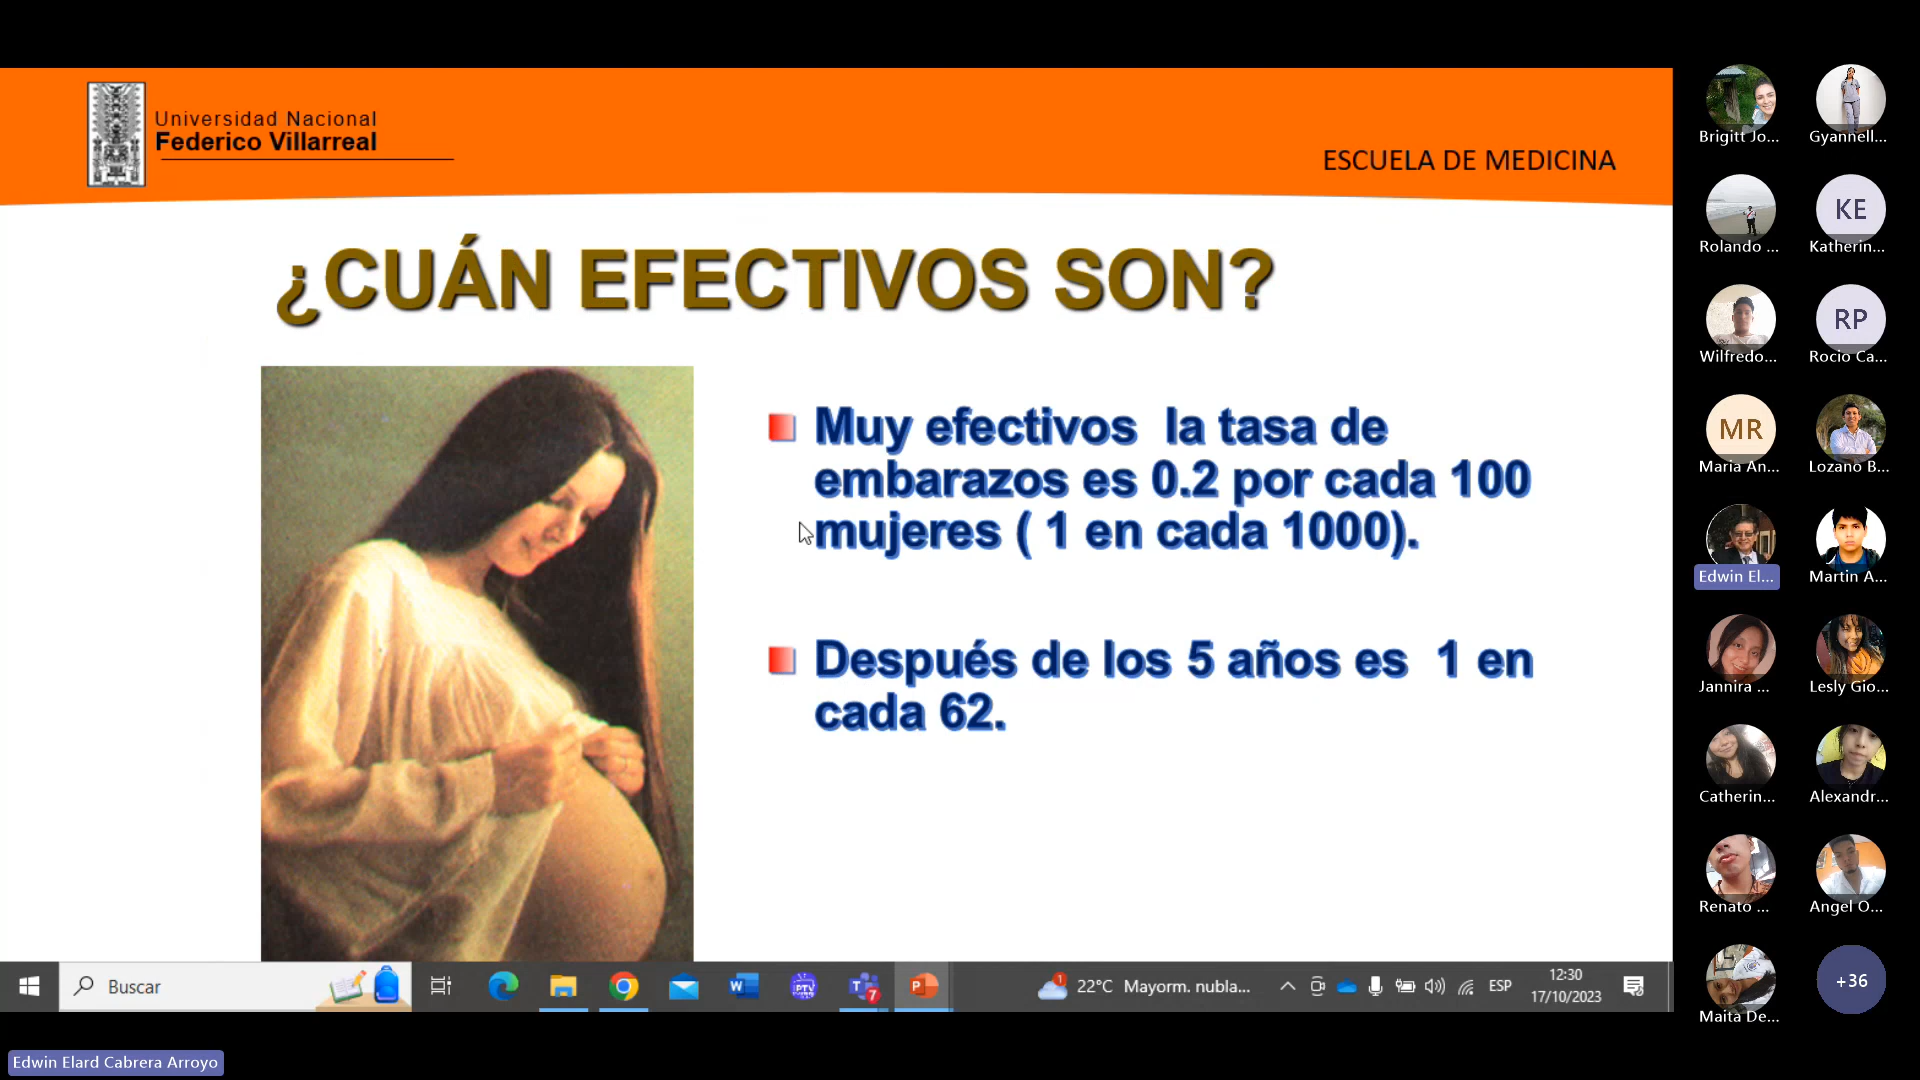 Universidad Nacional
Federico Villarreal
ESCUELA DE MEDICINA
¿CUÁN EFECTIVOS SON?
Muy efectivos la tasa de
embarazos es 0.2 por cada 100
mujeres ( 1 en cada 1000).
Después de los 5 años es 1 en
cada 62.
Brigitt Jo...
Gyannell...
Rolando ...
KE
Katherin...
Wilfredo...
RP
Rocio Ca...
MR
Maria An...
Lozano B...
Edwin El...
Martin A...
Jannira ...
Lesly Gio...
Catherin...
Alexandr...
Renato ...
Angel O...
Maita De...
+36
Buscar
IPTV
7
1
22°C Mayorm. nubla...
ESP
12:30
17/10/2023
Edwin Elard Cabrera Arroyo